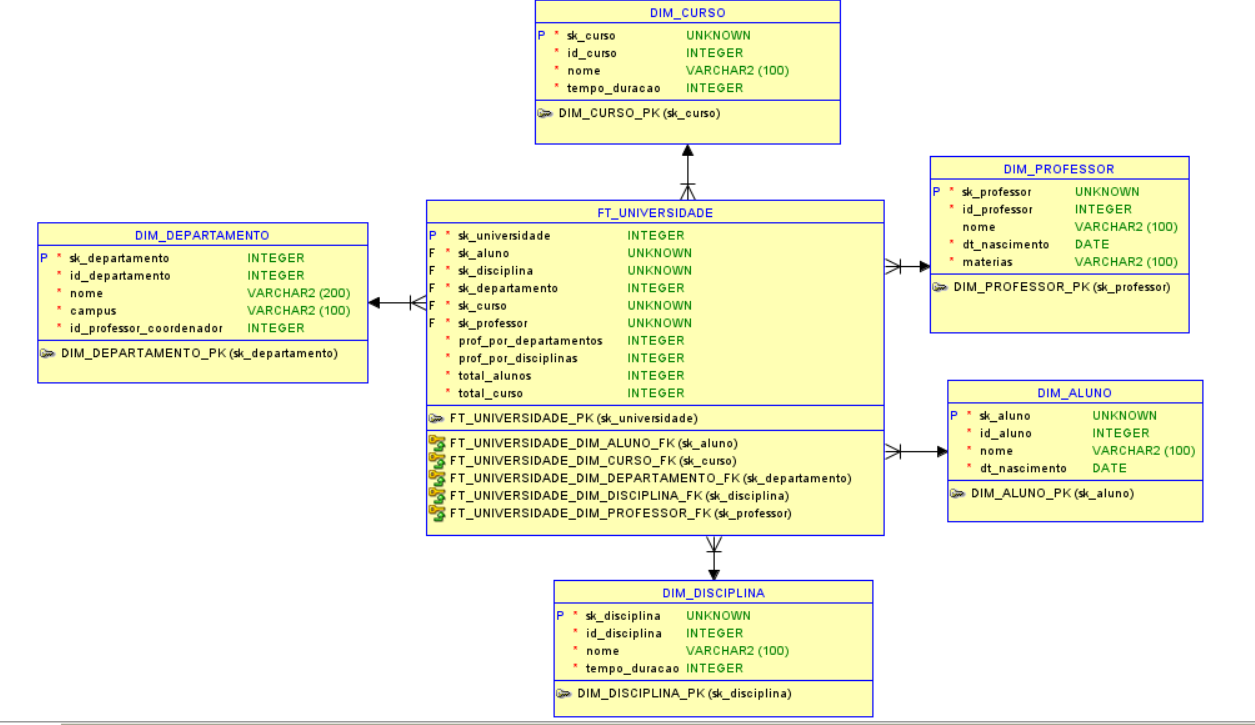 DIM_CURSO
P * sk_curso UNKNOWN
* id_curso INTEGER
* nome VARCHAR2 (100)
* tempo_duracao INTEGER
DIM_CURSO_PK (sk_curso)
DIM_PROFESSOR
P * sk_professor UNKNOWN
* id_professor INTEGER
nome VARCHAR2 (100)
* dt_nascimento DATE
* materias VARCHAR2 (100)
DIM_PROFESSOR_PK (sk_professor)
FT_UNIVERSIDADE
P * sk_universidade INTEGER
F * sk_aluno UNKNOWN
F * sk_disciplina UNKNOWN
F * sk_departamento INTEGER
F * sk_curso UNKNOWN
F * sk_professor UNKNOWN
* prof_por_departamentos INTEGER
* prof_por_disciplinas INTEGER
* total_alunos INTEGER
* total_curso INTEGER
FT_UNIVERSIDADE_PK (sk_universidade)
FT_UNIVERSIDADE_DIM_ALUNO_FK (sk_aluno)
FT_UNIVERSIDADE_DIM_CURSO_FK (sk_curso)
FT_UNIVERSIDADE_DIM_DEPARTAMENTO_FK (sk_departamento)
FT_UNIVERSIDADE_DIM_DISCIPLINA_FK (sk_disciplina)
FT_UNIVERSIDADE_DIM_PROFESSOR_FK (sk_professor)
DIM_DEPARTAMENTO
P * sk_departamento INTEGER
* id_departamento INTEGER
* nome VARCHAR2 (200)
* campus VARCHAR2 (100)
* id_professor_coordenador INTEGER
DIM_DEPARTAMENTO_PK (sk_departamento)
DIM_ALUNO
P * sk_aluno UNKNOWN
* id_aluno INTEGER
* nome VARCHAR2 (100)
* dt_nascimento DATE
DIM_ALUNO_PK (sk_aluno)
DIM_DISCIPLINA
P * sk_disciplina UNKNOWN
* id_disciplina INTEGER
* nome VARCHAR2 (100)
* tempo_duracao INTEGER
DIM_DISCIPLINA_PK (sk_disciplina)